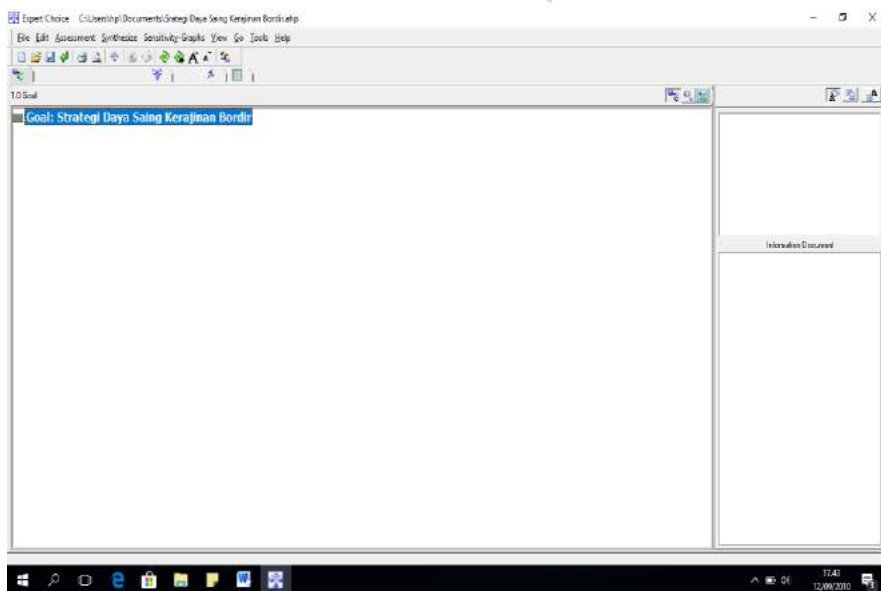 Expert Choice C:\Users\hp\Documents\Srategi Daya Saing Kerajinan Bordir.ahp
File Edit Assessment Synthesize Sensitivity-Graphs View Go Tools Help
1.0 Goal
Goal: Strategi Daya Saing Kerajinan Bordir
Information Document
17.43
12/09/2010